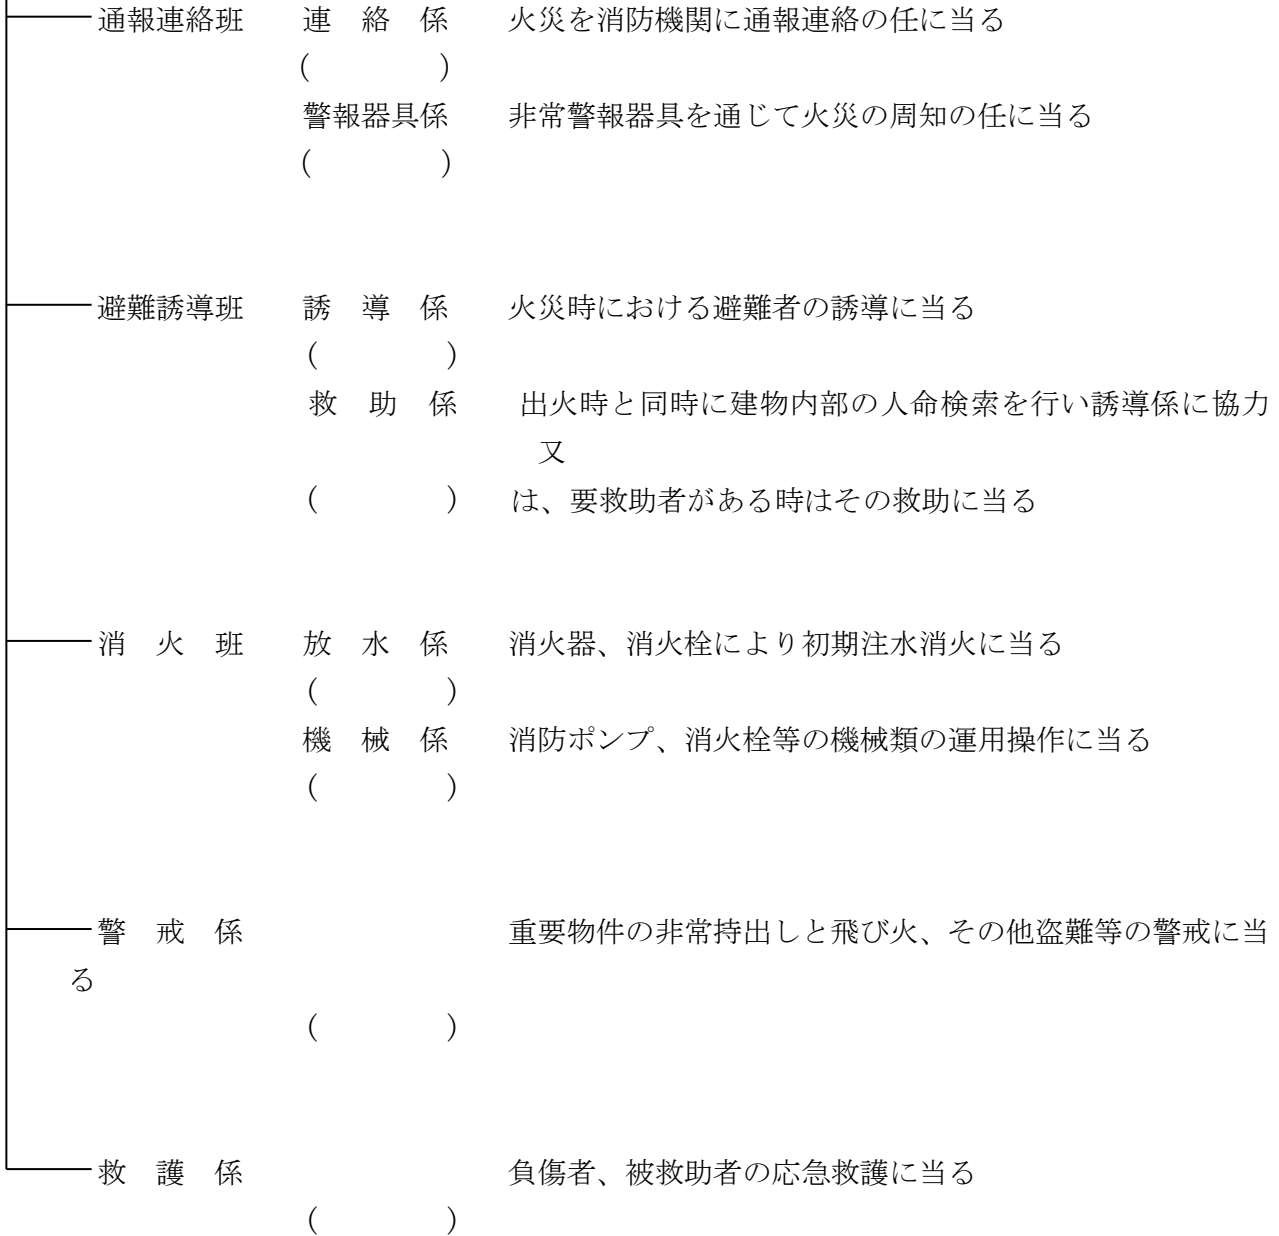 通報連絡班　連　絡　係　火災を消防機関に通報連絡の任に当る
(　　　　)
警報器具係　非常警報器具を通じて火災の周知の任に当る
(　　　　)
避難誘導班　誘　導　係　火災時における避難者の誘導に当る
(　　　　)
救　助　係　出火時と同時に建物内部の人命検索を行い誘導係に協力
又
(　　　　)　は、要救助者がある時はその救助に当る
消　火　班　放　水　係　消火器、消火栓により初期注水消火に当る
(　　　　)
機　械　係　消防ポンプ、消火栓等の機械類の運用操作に当る
(　　　　)
警　戒　係　重要物件の非常持出しと飛び火、その他盗難等の警戒に当
る
(　　　　)
救　護　係　負傷者、被救助者の応急救護に当る
(　　　　)